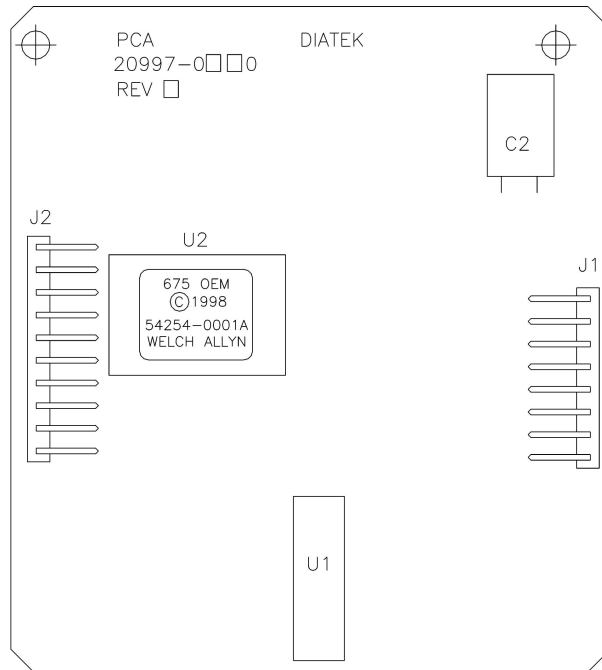 PCA
20997-0□□0
REV □
DIATEK
C2
J2
U2
675 OEM
©1998
54254-0001A
WELCH ALLYN
J1
U1